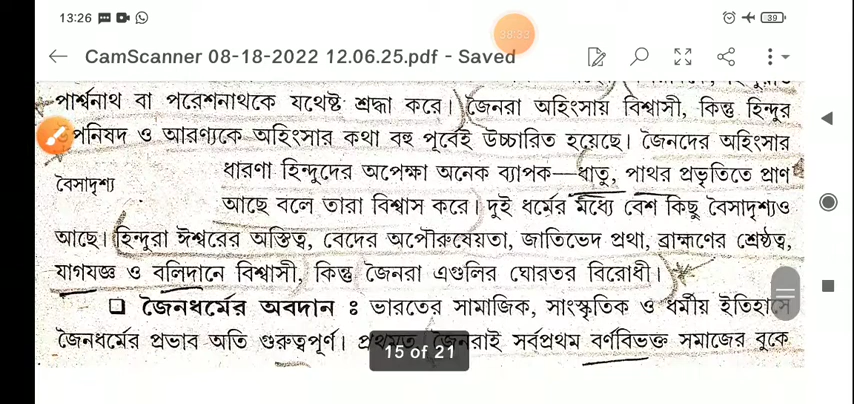 13:26
39
38:33
CamScanner 08-18-2022 12.06.25.pdf - Saved
পার্শ্বনাথ বা পরেশনাথকে যথেষ্ট শ্রদ্ধা করে। জৈনরা অহিংসায় বিশ্বাসী, কিন্তু হিন্দুর
উপনিষদ ও আরণ্যকে অহিংসার কথা বহু পূর্বেই উচ্চারিত হয়েছে। জৈনদের অহিংসার
ধারণা হিন্দুদের অপেক্ষা অনেক ব্যাপক—ধাতু, পাথর প্রভৃতিতে প্রাণ
বৈসাদৃশ্য
আছে বলে তারা বিশ্বাস করে। দুই ধর্মের মধ্যে বেশ কিছু বৈসাদৃশ্যও
আছে। হিন্দুরা ঈশ্বরের অস্তিত্ব, বেদের অপৌরুষেয়তা, জাতিভেদ প্রথা, ব্রাহ্মণের শ্রেষ্ঠত্ব,
যাগযজ্ঞ ও বলিদানে বিশ্বাসী, কিন্তু জৈনরা এগুলির ঘোরতর বিরোধী।
❑ জৈনধর্মের অবদান : ভারতের সামাজিক, সাংস্কৃতিক ও ধর্মীয় ইতিহাসে
জৈনধর্মের প্রভাব অতি গুরুত্বপূর্ণ। প্রথমত, জৈনরাই সর্বপ্রথম বর্ণবিভক্ত সমাজের বুকে
15 of 21